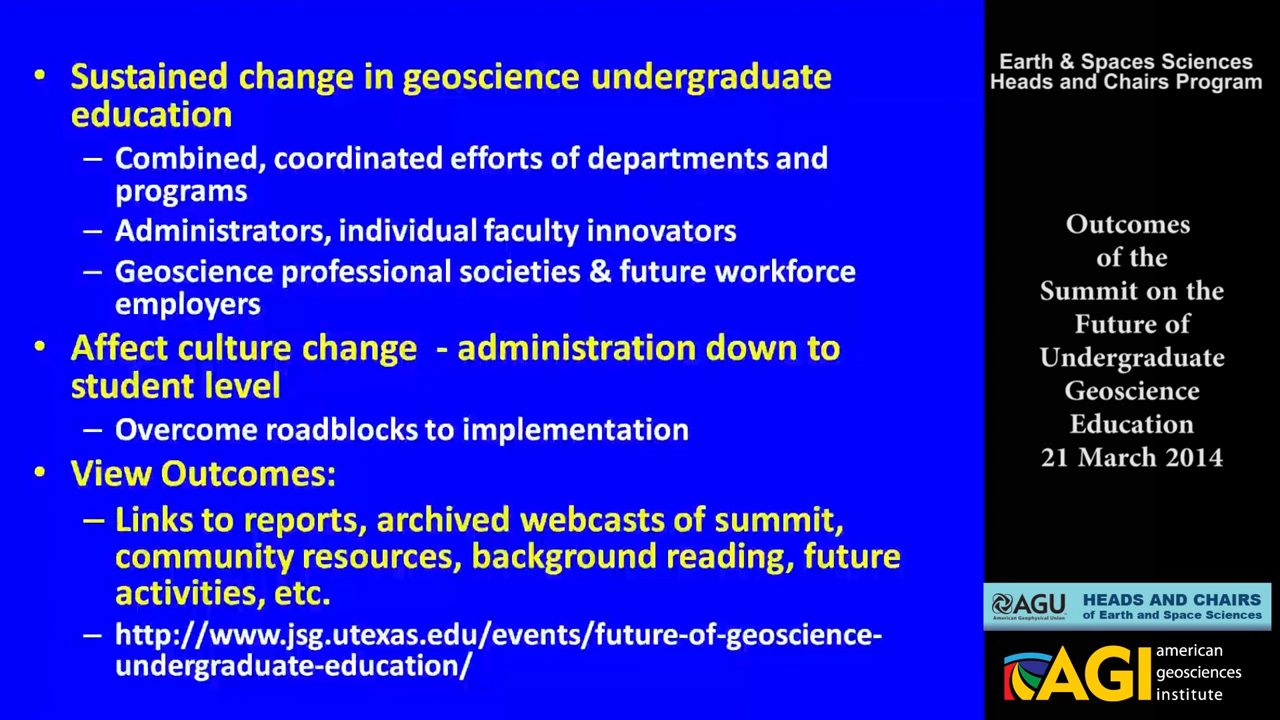 • Sustained change in geoscience undergraduate
education
– Combined, coordinated efforts of departments and
programs
– Administrators, individual faculty innovators
– Geoscience professional societies & future workforce
employers
• Affect culture change - administration down to
student level
– Overcome roadblocks to implementation
• View Outcomes:
– Links to reports, archived webcasts of summit,
community resources, background reading, future
activities, etc.
– http://www.jsg.utexas.edu/events/future-of-geoscience-
undergraduate-education/
Earth & Spaces Sciences
Heads and Chairs Program
Outcomes
of the
Summit on the
Future of
Undergraduate
Geoscience
Education
21 March 2014
AGU
American Geophysical Union
HEADS AND CHAIRS
of Earth and Space Sciences
AGI
american
geosciences
institute